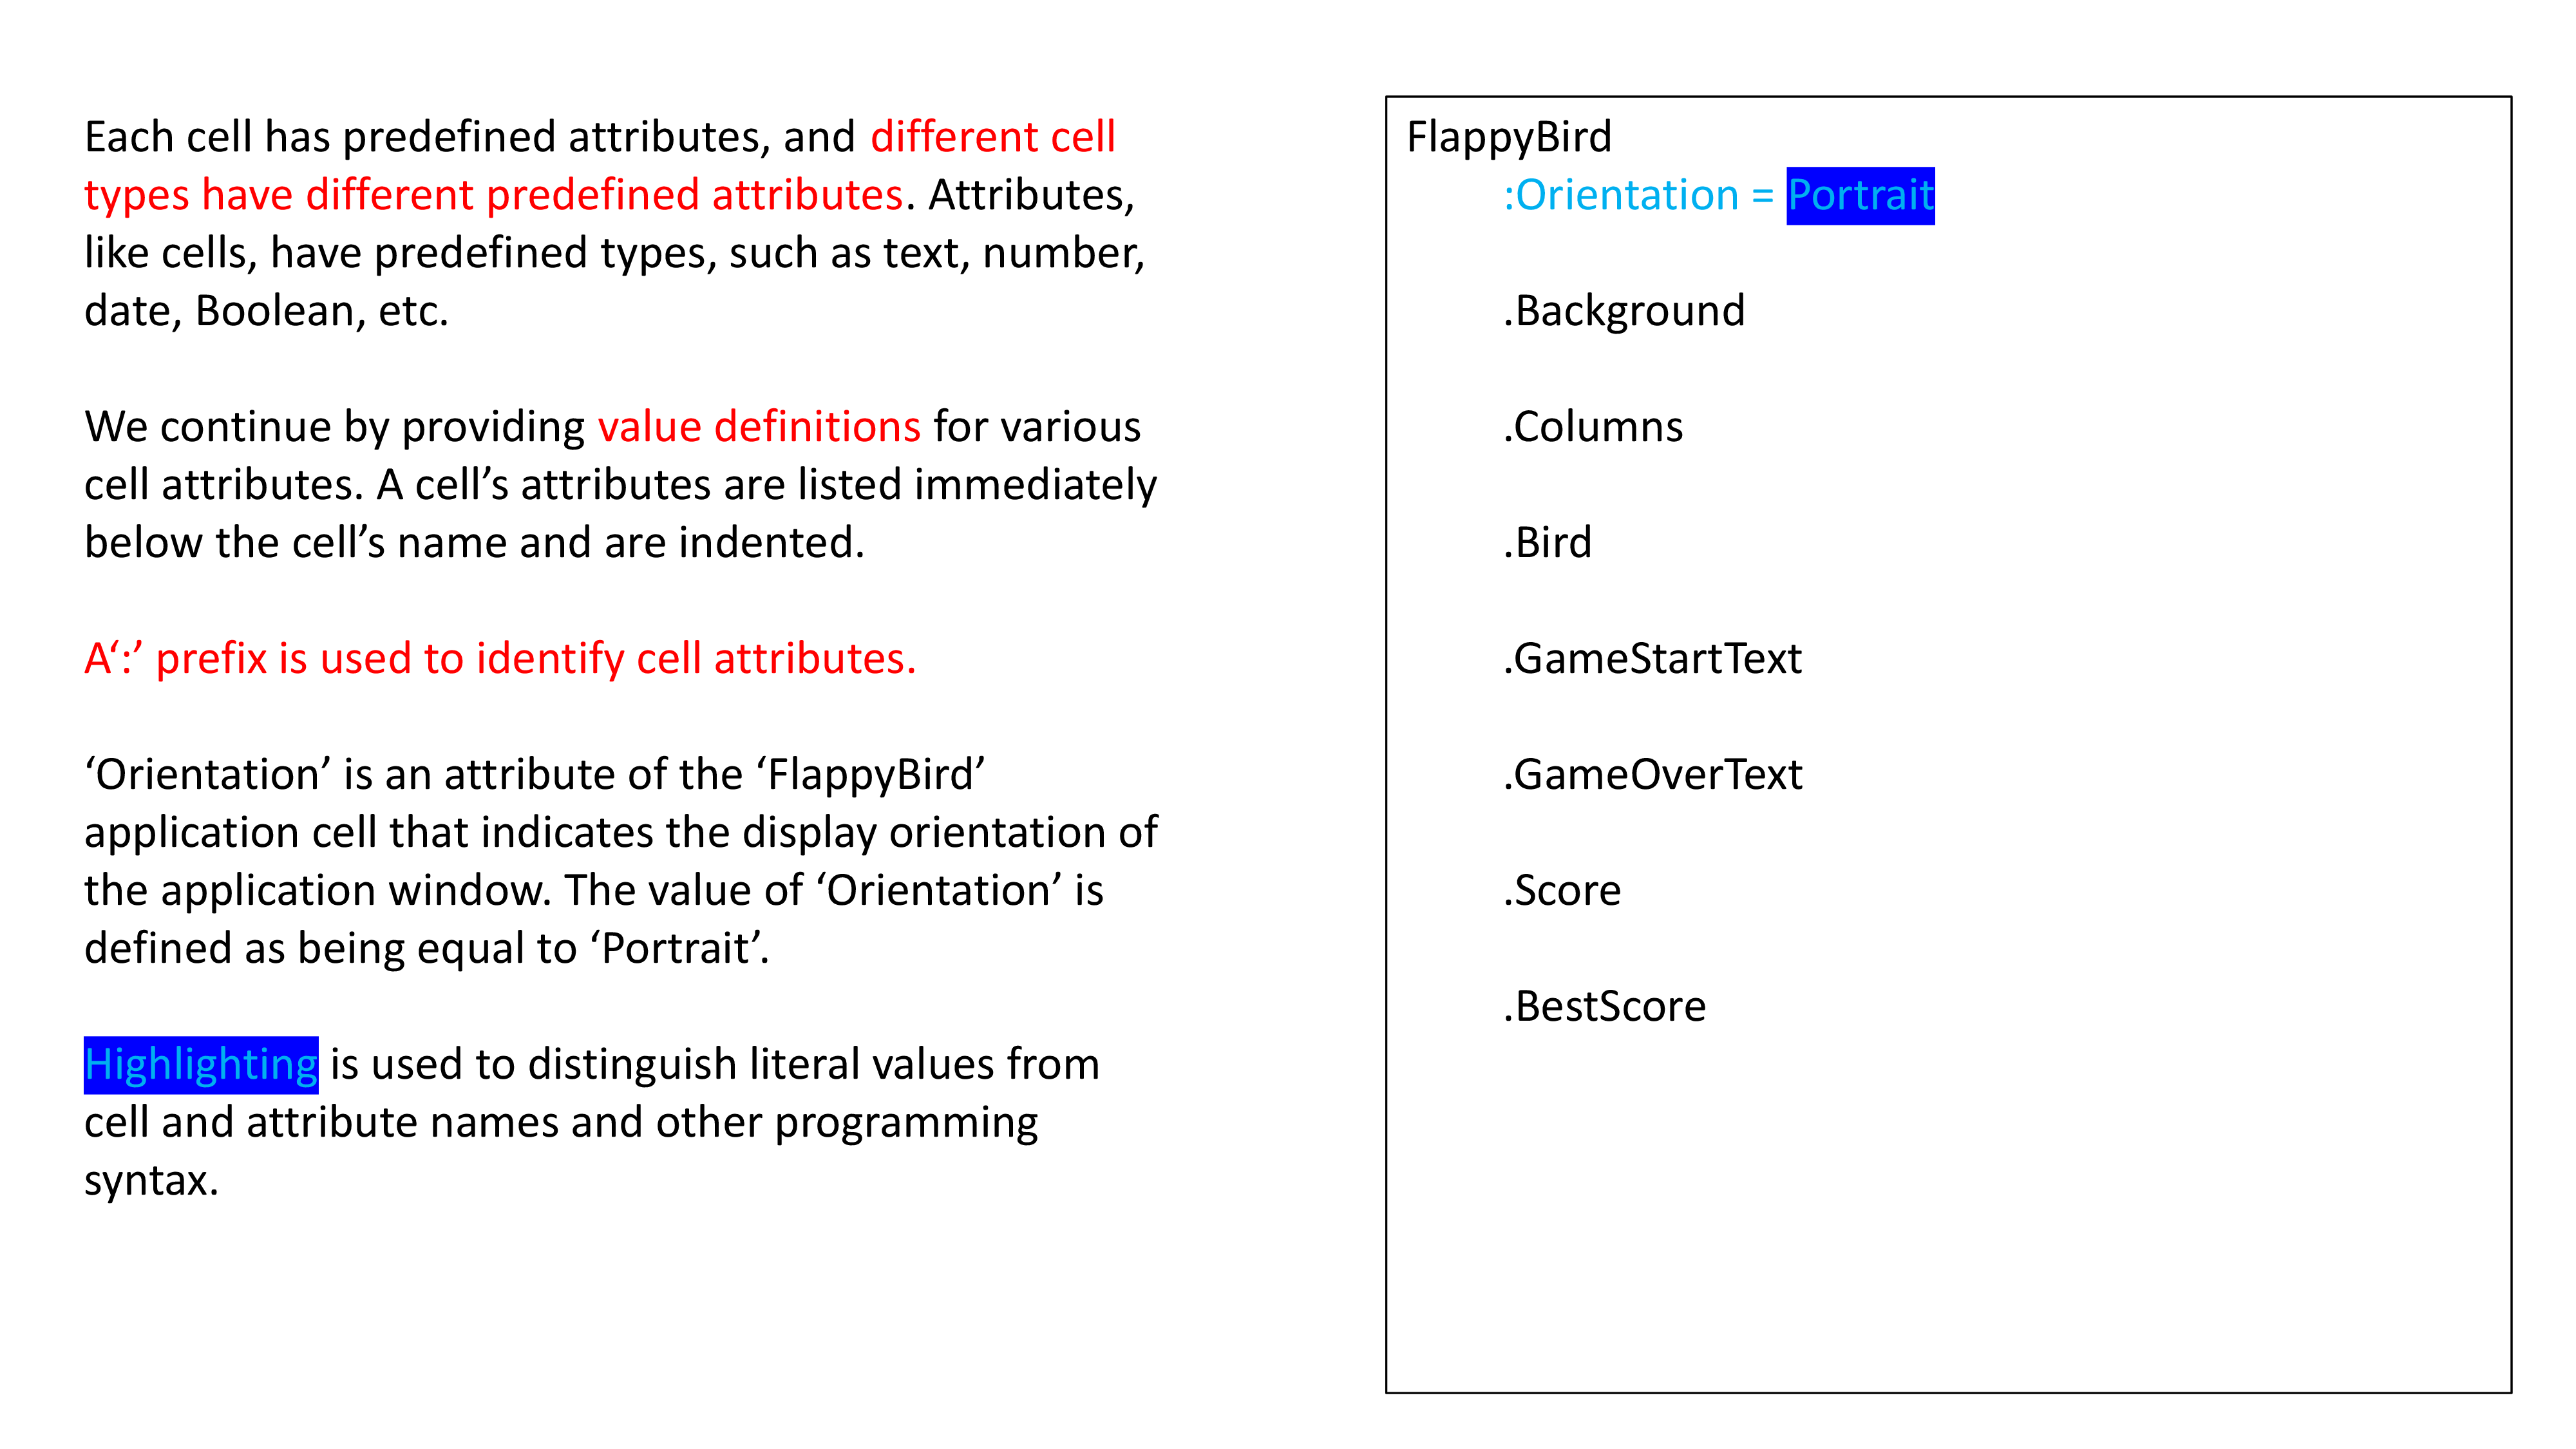 Each cell has predefined attributes, and different cell
types have different predefined attributes. Attributes,
like cells, have predefined types, such as text, number,
date, Boolean, etc.
We continue by providing value definitions for various
cell attributes. A cell’s attributes are listed immediately
below the cell’s name and are indented.
A‘:’ prefix is used to identify cell attributes.
‘Orientation’ is an attribute of the ‘FlappyBird’
application cell that indicates the display orientation of
the application window. The value of ‘Orientation’ is
defined as being equal to ‘Portrait’.
Highlighting is used to distinguish literal values from
cell and attribute names and other programming
syntax.
FlappyBird
:Orientation = Portrait
.Background
.Columns
.Bird
.GameStartText
.GameOverText
.Score
.BestScore